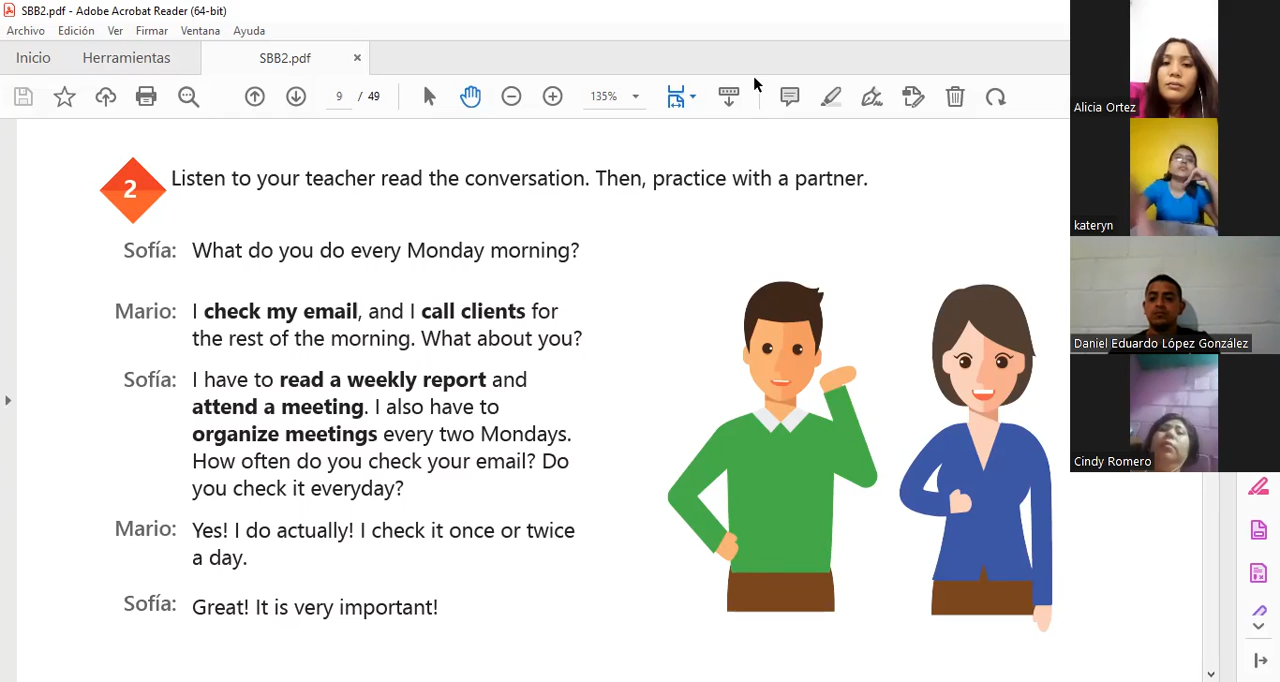 SBB2.pdf - Adobe Acrobat Reader (64-bit)
Archivo Edición Ver Firmar Ventana Ayuda
Inicio Herramientas SBB2.pdf
9 / 49 135%
2 Listen to your teacher read the conversation. Then, practice with a partner.
Sofía: What do you do every Monday morning?
Mario: I check my email, and I call clients for
the rest of the morning. What about you?
Sofía: I have to read a weekly report and
attend a meeting. I also have to
organize meetings every two Mondays.
How often do you check your email? Do
you check it everyday?
Mario: Yes! I do actually! I check it once or twice
a day.
Sofía: Great! It is very important!
Alicia Ortez
kateryn
Daniel Eduardo López González
Cindy Romero